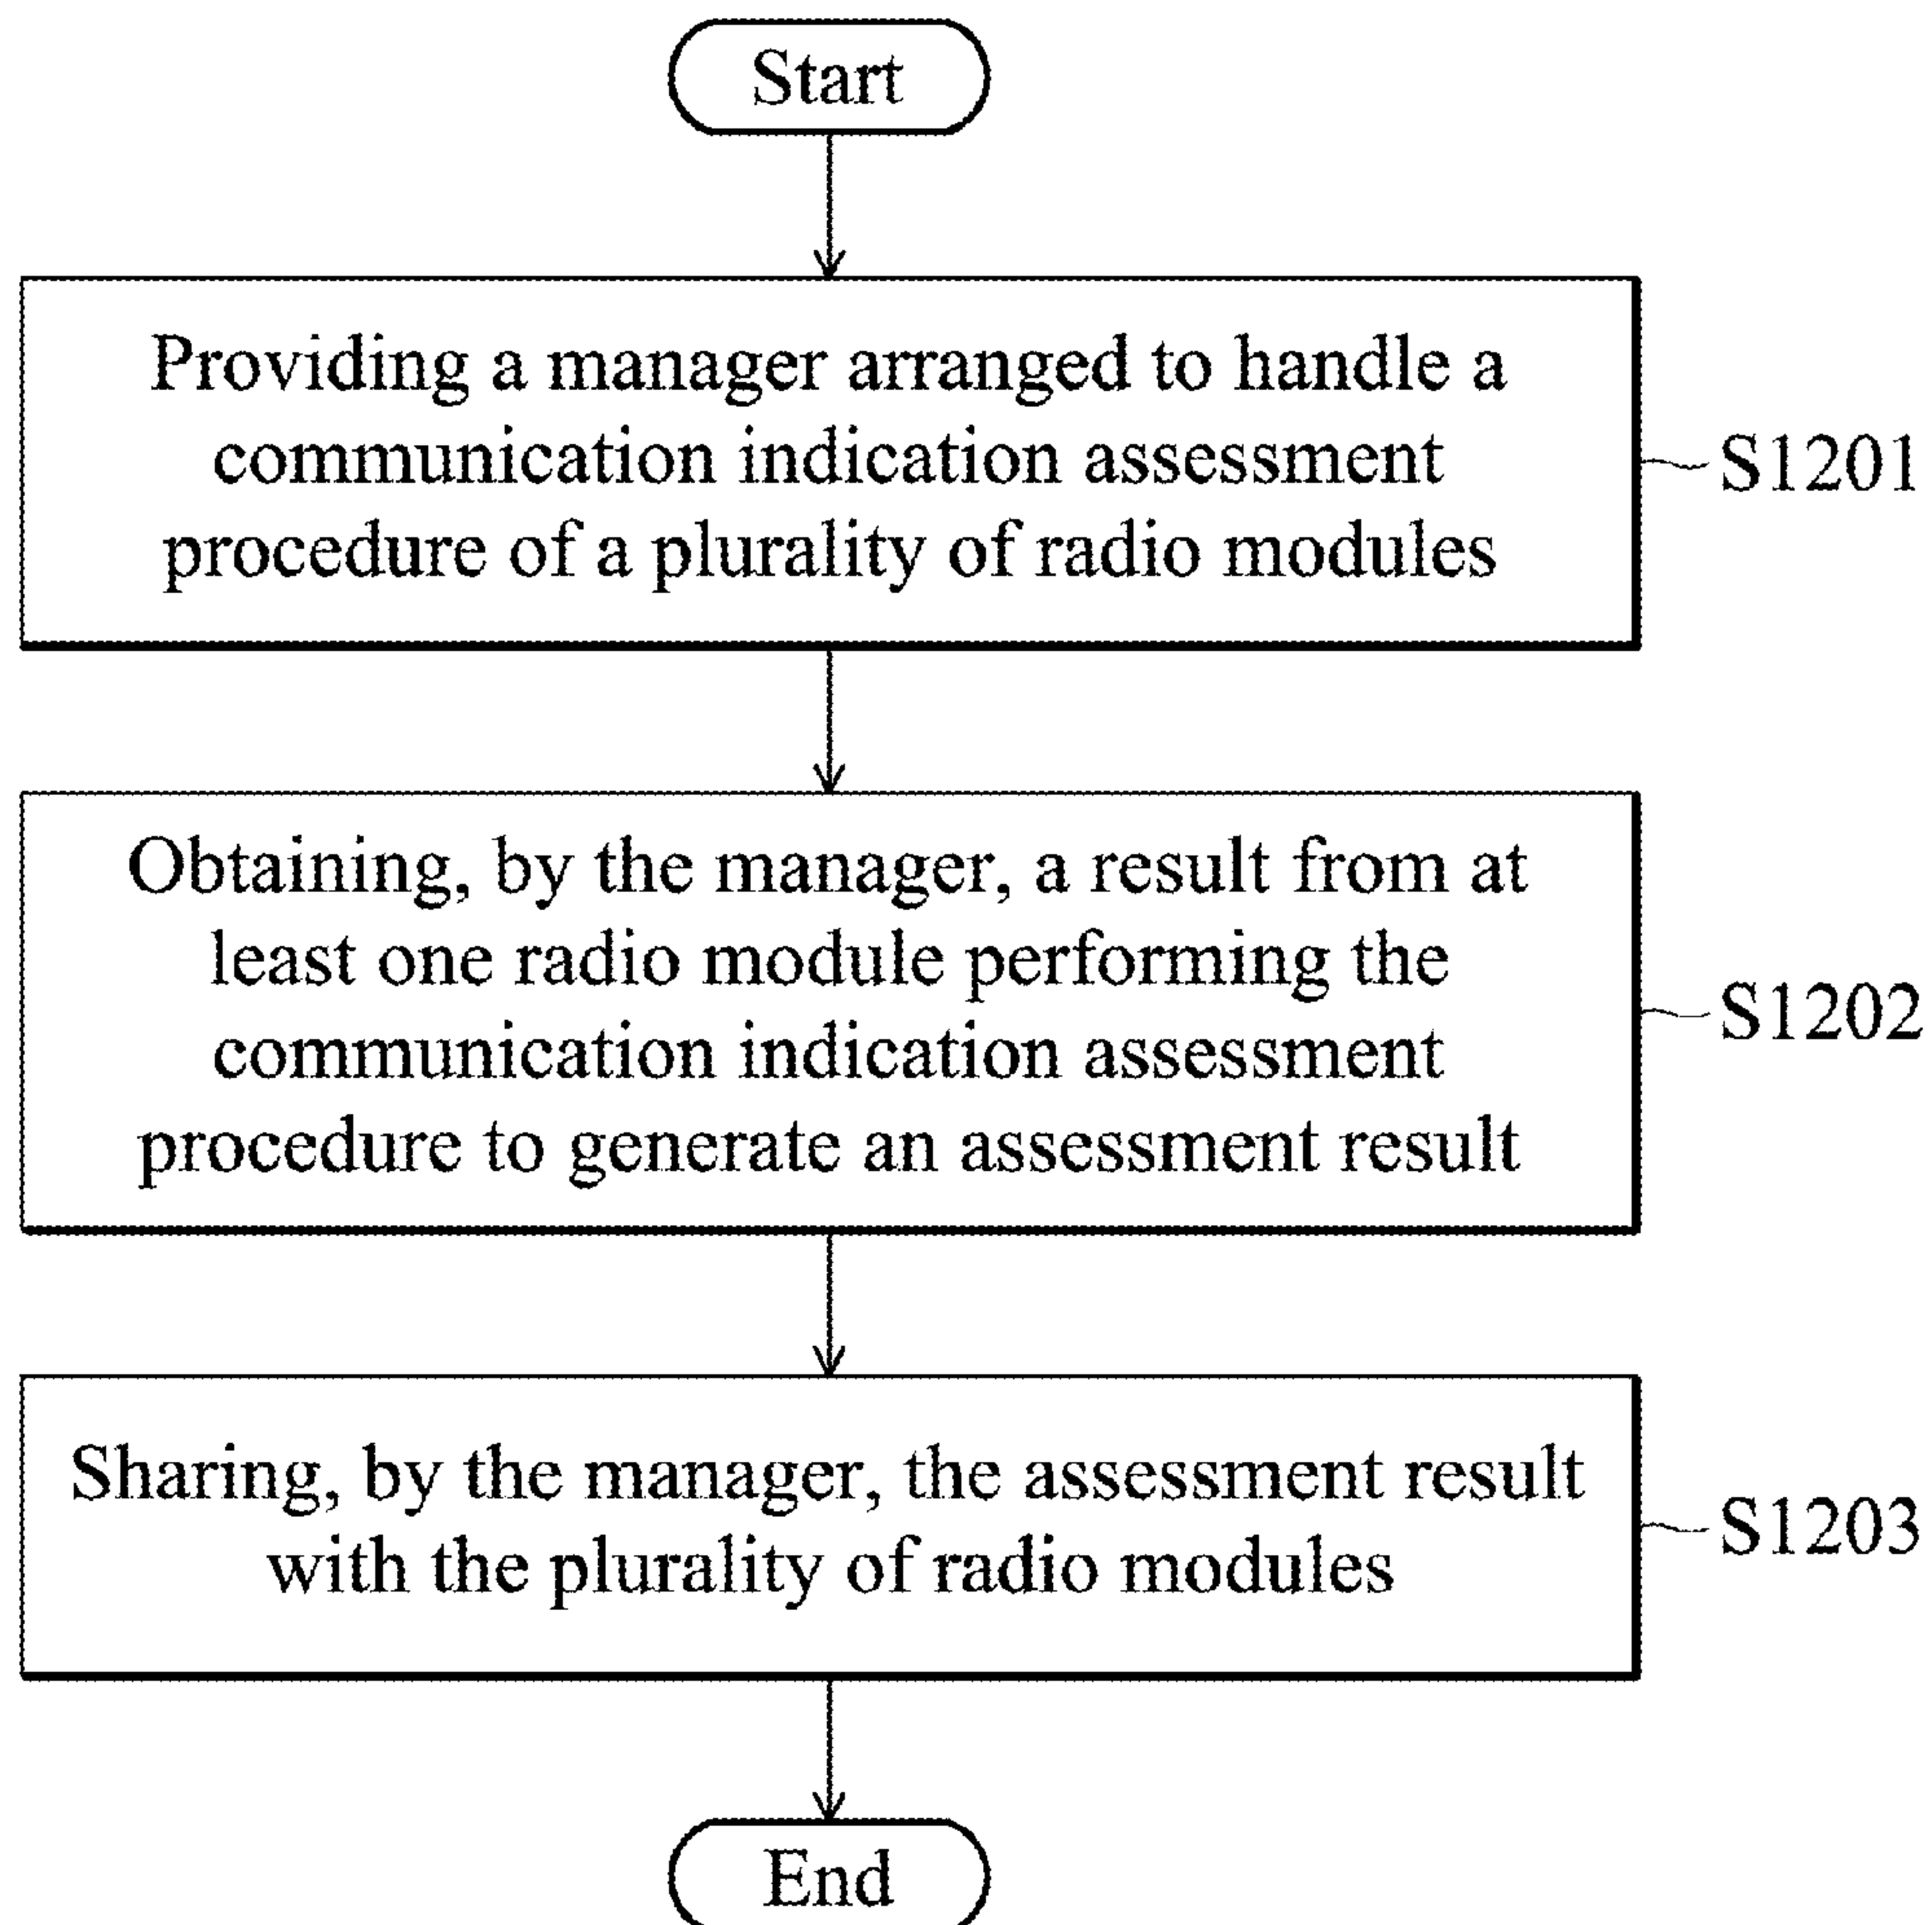 Start
Providing a manager arranged to handle a
communication indication assessment
procedure of a plurality of radio modules
S1201
Obtaining, by the manager, a result from at
least one radio module performing the
communication indication assessment
procedure to generate an assessment result
S1202
Sharing, by the manager, the assessment result
with the plurality of radio modules
S1203
End